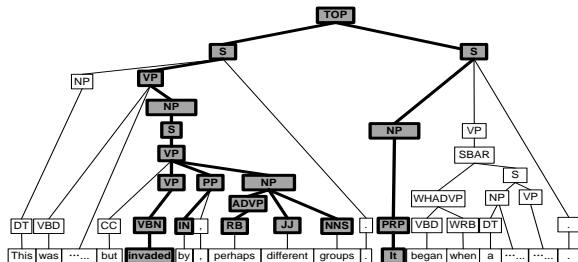 TOP
S S
NP VP VP
NP NP
S SBAR
VP S
VP PP NP WHADVP NP VP
ADVP
DT VBD CC VBN IN , RB JJ NNS . PRP VBD WRB DT .
This was ...... but invaded by , perhaps different groups . It began when a ...... ...... .